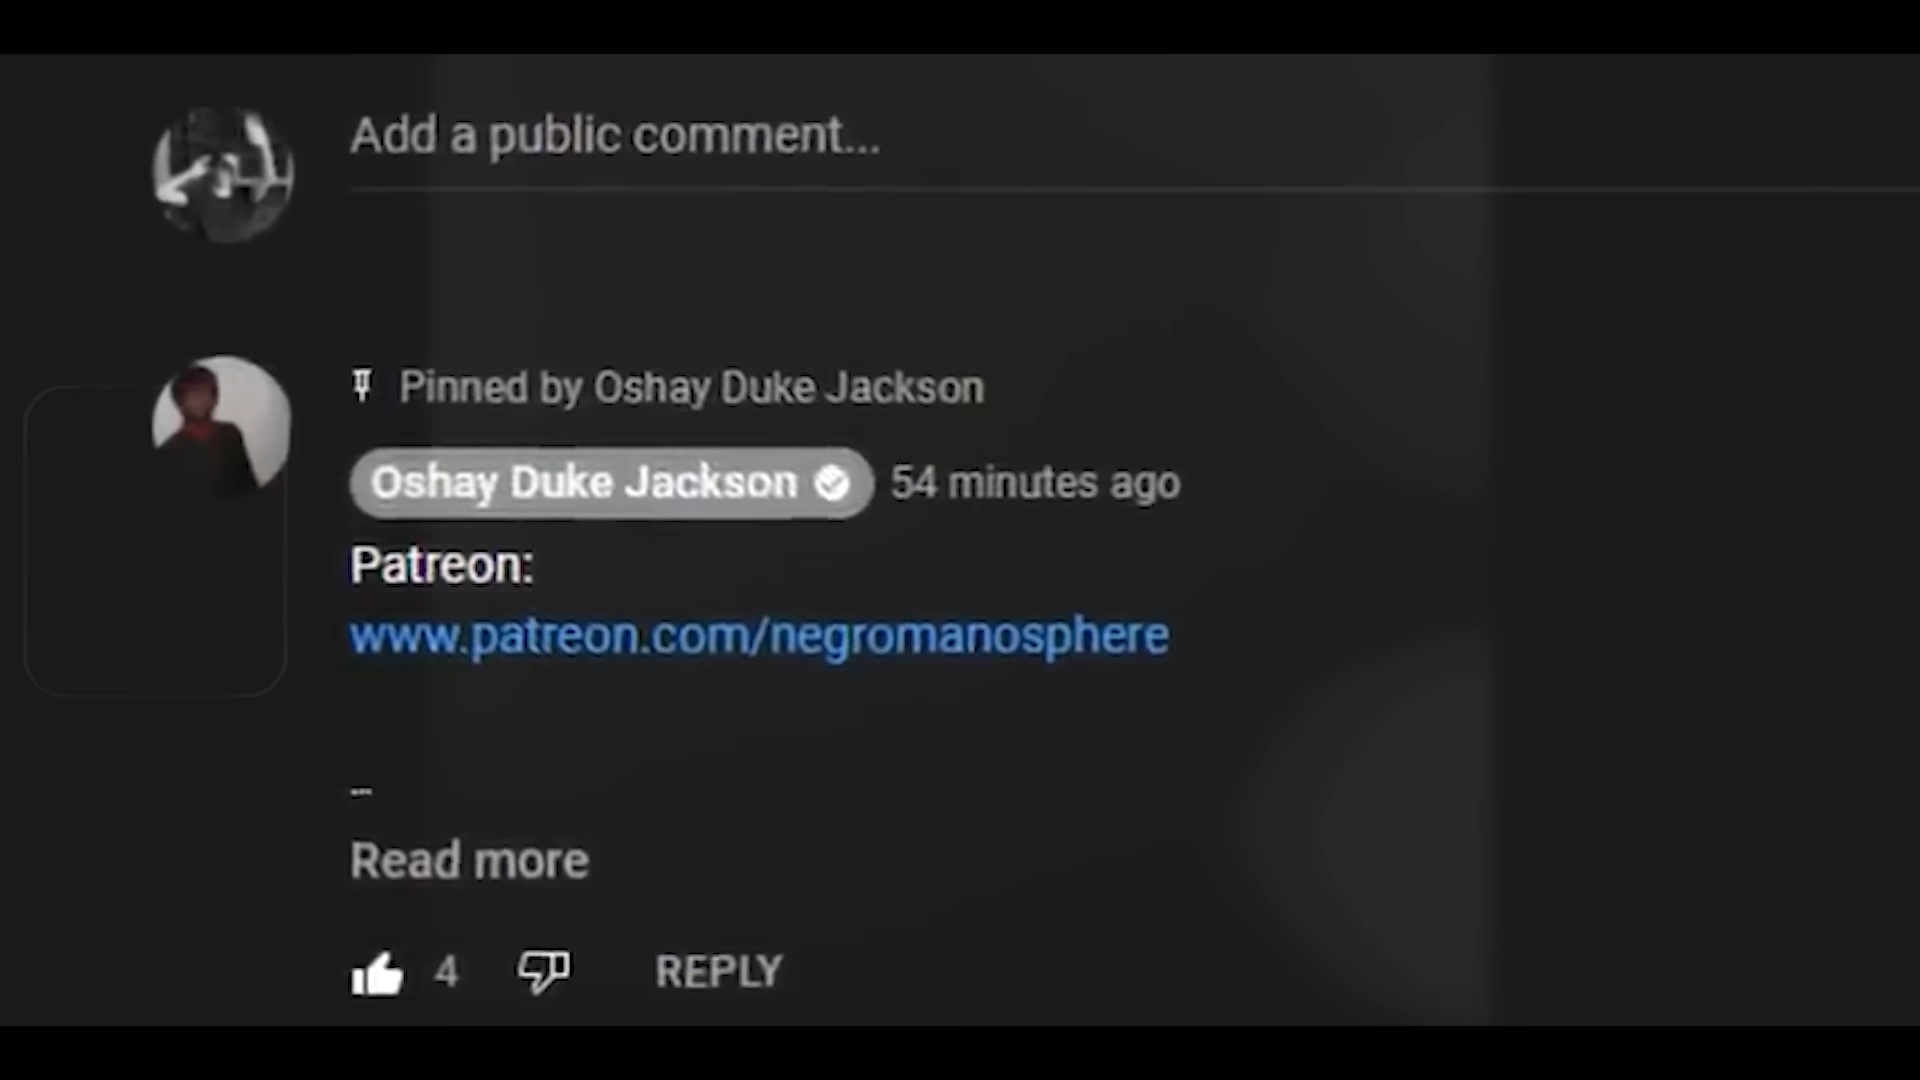 Add a public comment...
Pinned by Oshay Duke Jackson
Oshay Duke Jackson 54 minutes ago
Patreon:
www.patreon.com/negromanosphere
--
Read more
4 REPLY